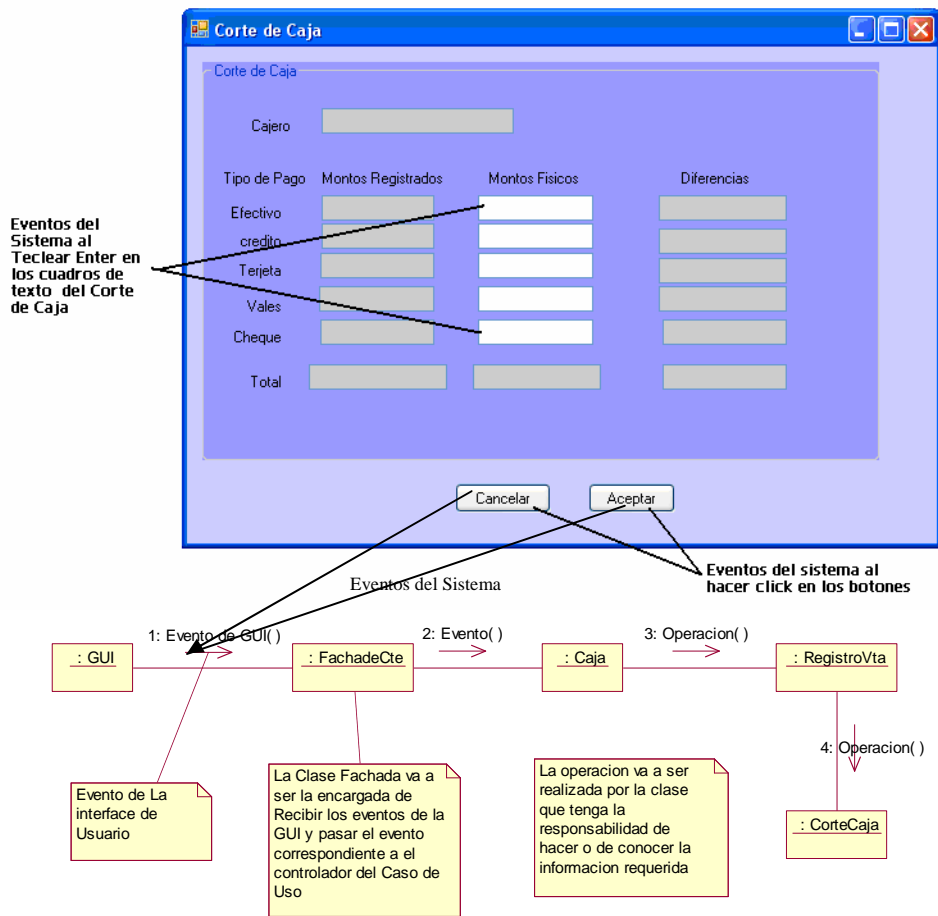 Corte de Caja
Corte de Caja
Cajero
Tipo de Pago Montos Registrados Montos Fisicos Diferencias
Efectivo
credito
Terjeta
Vales
Cheque
Total
Eventos del
Sistema al
Teclear Enter en
los cuadros de
texto del Corte
de Caja
Cancelar Aceptar
Eventos del sistema al
hacer click en los botones
Eventos del Sistema
1: Evento de GUI( ) 2: Evento( ) 3: Operacion( )
: GUI : FachadeCte : Caja : RegistroVta
4: Operacion( )
: CorteCaja
Evento de La
interface de
Usuario
La Clase Fachada va a
ser la encargada de
Recibir los eventos de la
GUI y pasar el evento
correspondiente a el
controlador del Caso de
Uso
La operacion va a ser
realizada por la clase
que tenga la
responsabilidad de
hacer o de conocer la
informacion requerida